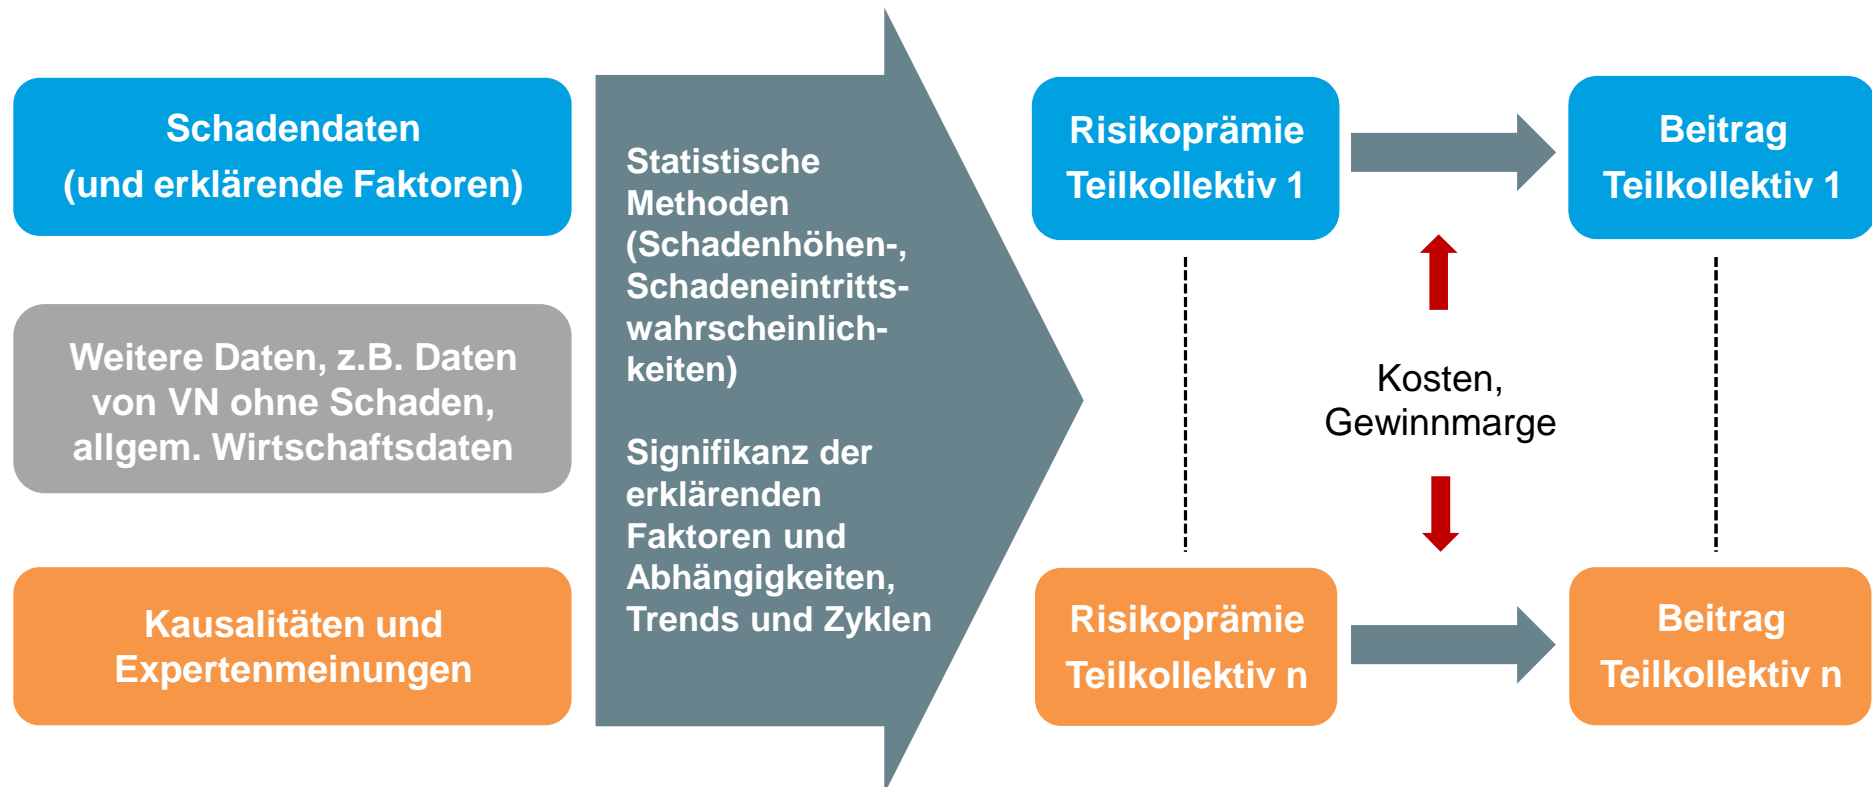 Schadendaten
(und erklärende Faktoren)
Weitere Daten, z.B. Daten
von VN ohne Schaden,
allgem. Wirtschaftsdaten
Kausalitäten und
Expertenmeinungen
Statistische
Methoden
(Schadenhöhen-,
Schadeneintritts-
wahrscheinlich-
keiten)
Signifikanz der
erklärenden
Faktoren und
Abhängigkeiten,
Trends und Zyklen
Risikoprämie
Teilkollektiv 1
Beitrag
Teilkollektiv 1
Kosten,
Gewinnmarge
Risikoprämie
Teilkollektiv n
Beitrag
Teilkollektiv n